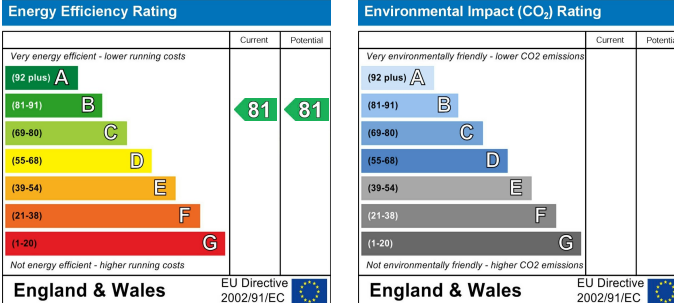 Energy Efficiency Rating
Current Potential
Very energy efficient - lower running costs
(92 plus) A
(81-91) B 81 81
(69-80) C
(55-68) D
(39-54) E
(21-38) F
(1-20) G
Not energy efficient - higher running costs
England & Wales
EU Directive
2002/91/EC
Environmental Impact (CO₂) Rating
Current Potentia
Very environmentally friendly - lower CO2 emissions
(92 plus) A
(81-91) B
(69-80) C
(55-68) D
(39-54) E
(21-38) F
(1-20) G
Not environmentally friendly - higher CO2 emissions
England & Wales
EU Directive
2002/91/EC